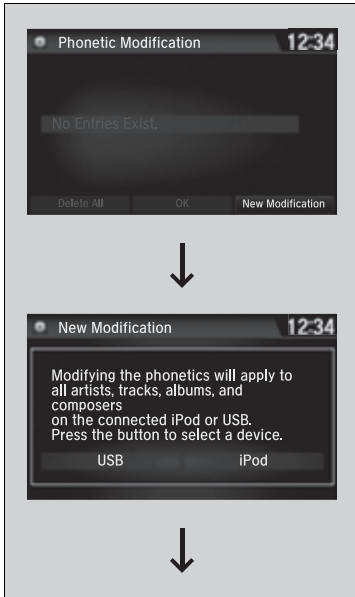 Phonetic Modification 12:34
No Entries Exist.
Delete All OK New Modification
New Modification 12:34
Modifying the phonetics will apply to
all artists, tracks, albums, and
composers
on the connected iPod or USB.
Press the button to select a device.
USB iPod